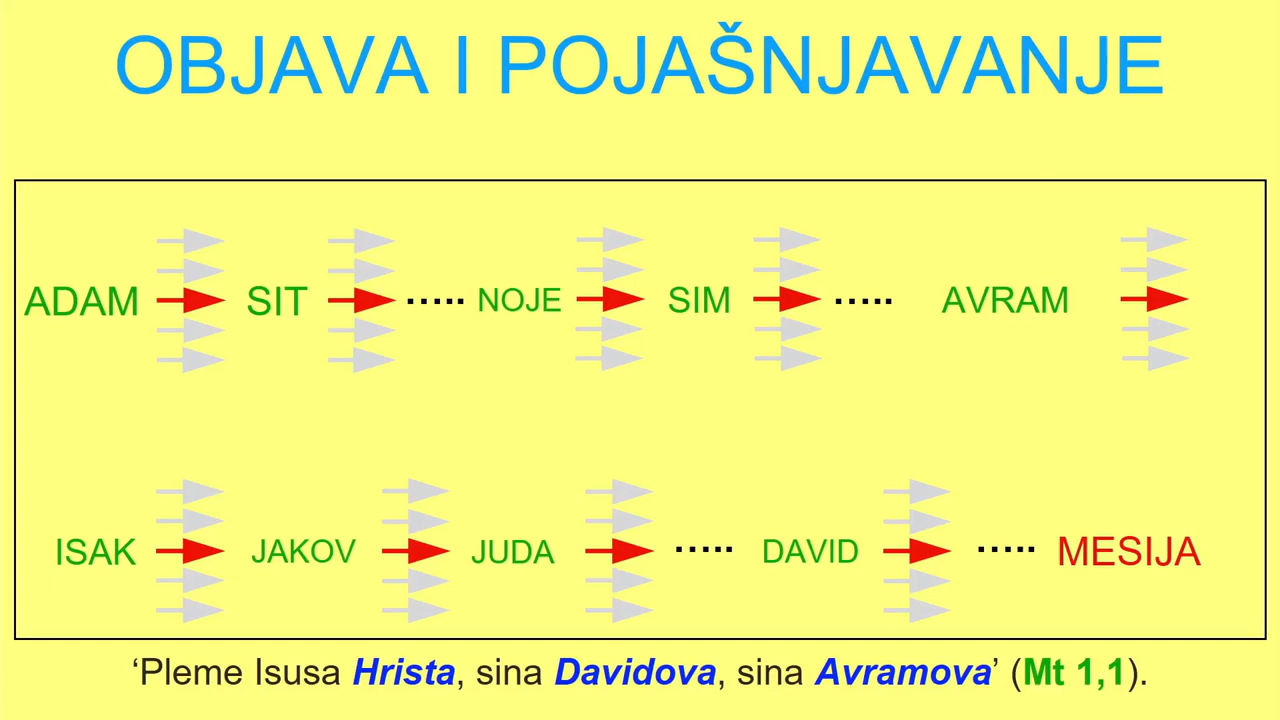 OBJAVA I POJAŠNJAVANJE
ADAM SIT ..... NOJE SIM ..... AVRAM
ISAK JAKOV JUDA ..... DAVID ..... MESIJA
‘Pleme Isusa Hrista, sina Davidova, sina Avramova’ (Mt 1,1).